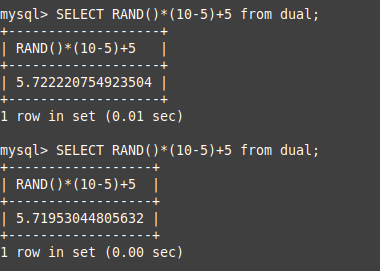 mysql> SELECT RAND()*(10-5)+5 from dual;
+-------------------+
| RAND()*(10-5)+5   |
+-------------------+
| 5.722220754923504 |
+-------------------+
1 row in set (0.01 sec)

mysql> SELECT RAND()*(10-5)+5 from dual;
+------------------+
| RAND()*(10-5)+5  |
+------------------+
| 5.71953044805632 |
+------------------+
1 row in set (0.00 sec)